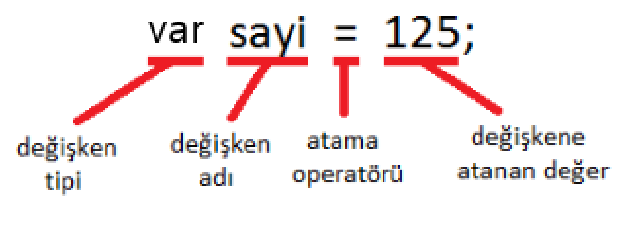 var sayi = 125;
değişken tipi
değişken adı
atama operatörü
değişkene atanan değer